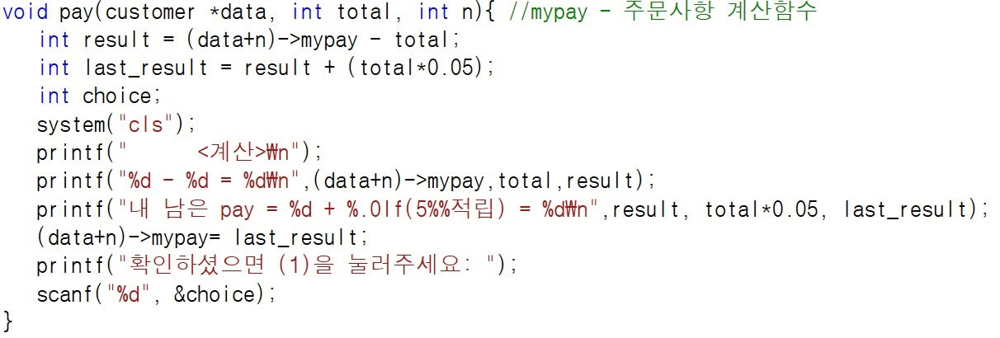 void pay(customer *data, int total, int n){ //mypay - 주문사항 계산함수
int result = (data+n)->mypay - total;
int last_result = result + (total*0.05);
int choice;
system("cls");
printf("      <계산>₩n");
printf("%d - %d = %d₩n",(data+n)->mypay,total,result);
printf("내 남은 pay = %d + %.0lf(5%%적립) = %d₩n",result, total*0.05, last_result);
(data+n)->mypay= last_result;
printf("확인하셨으면 (1)을 눌러주세요: ");
scanf("%d", &choice);
}